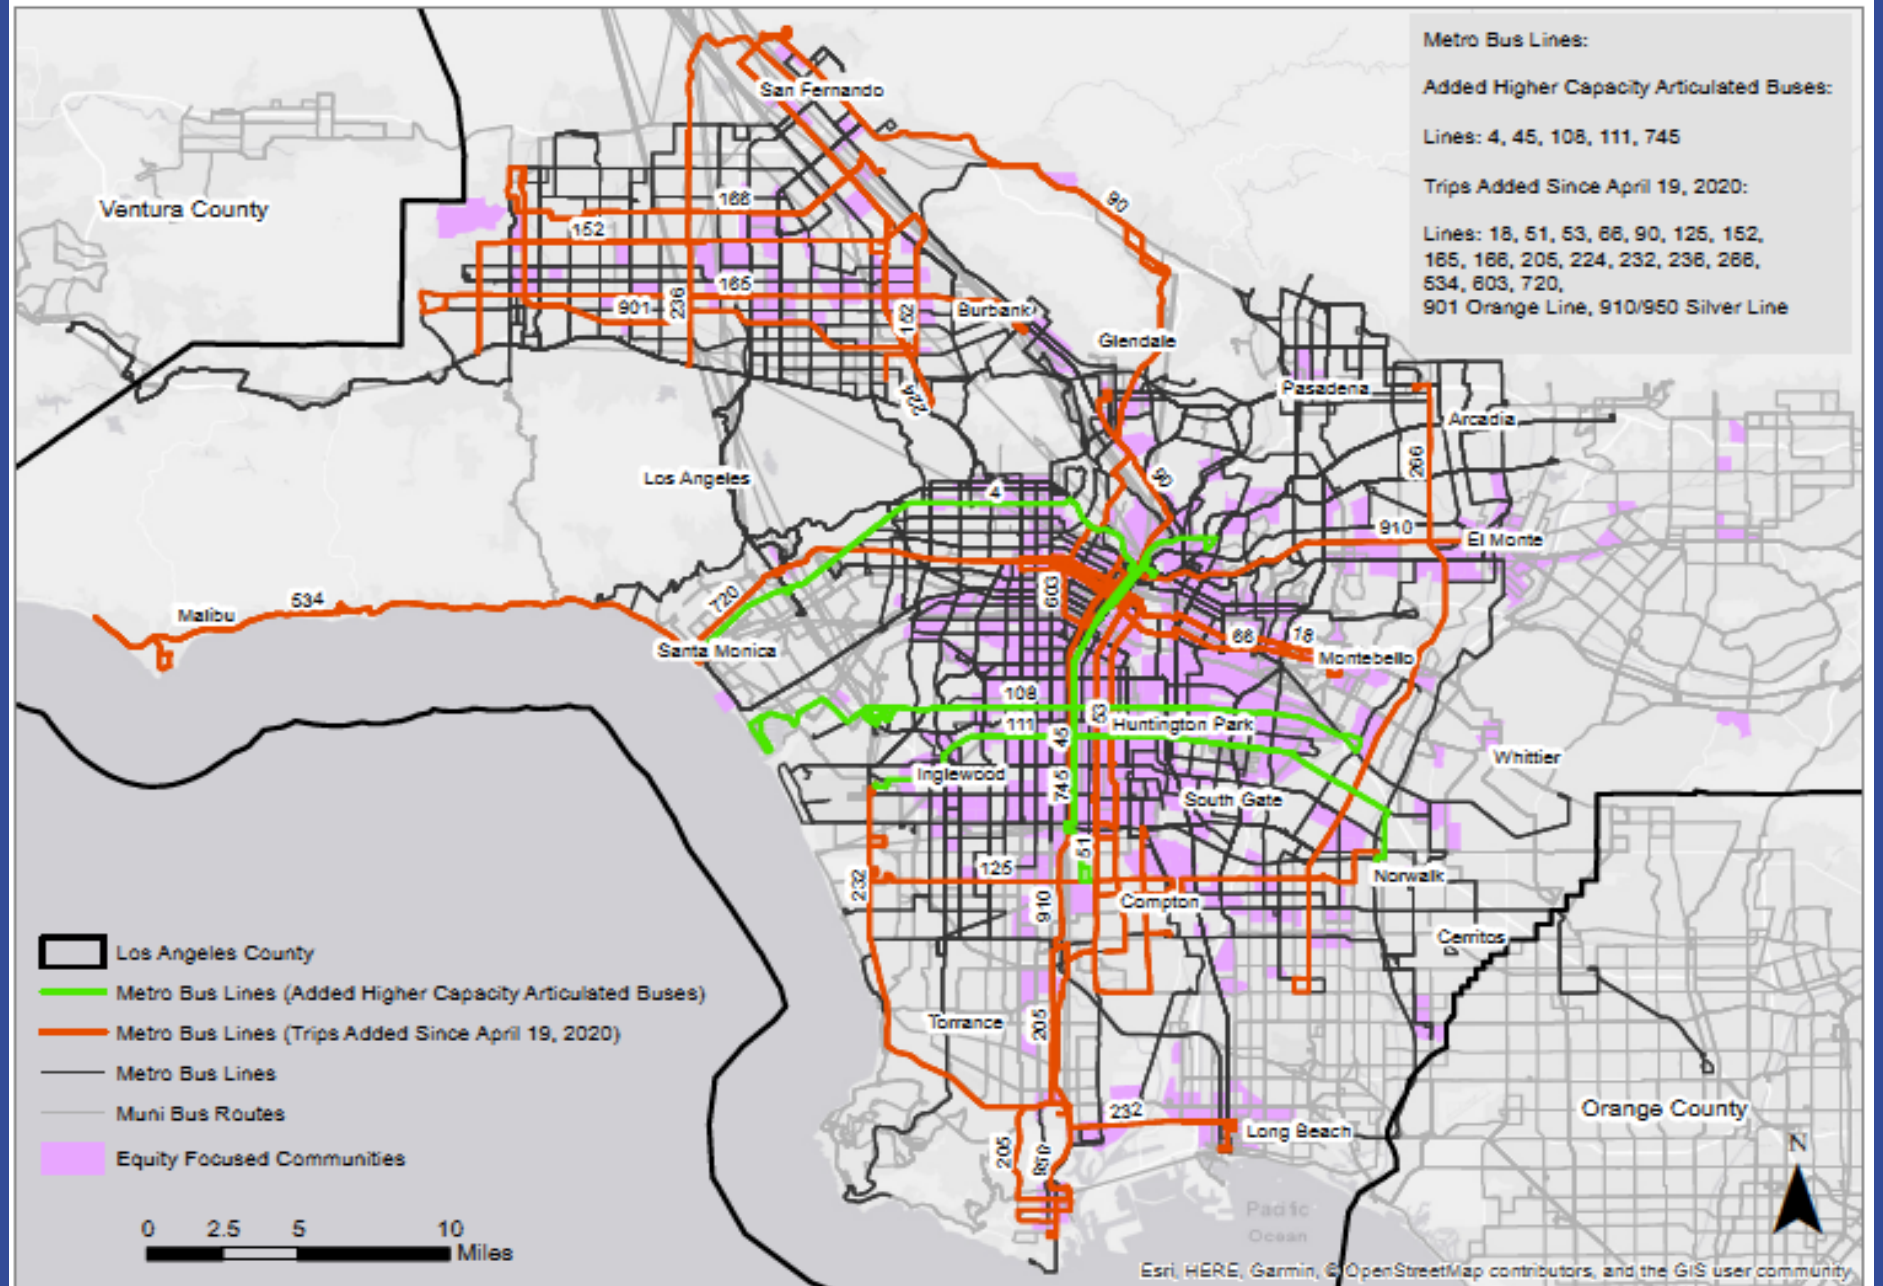 Metro Bus Lines:
Added Higher Capacity Articulated Buses:
Lines: 4, 45, 108, 111, 745
Trips Added Since April 19, 2020:
Lines: 18, 51, 53, 66, 90, 125, 152,
165, 166, 205, 224, 232, 236, 266,
534, 603, 720,
901 Orange Line, 910/950 Silver Line
San Fernando
Ventura County
166
90
152
165
901
236
152
Burbank
Glendale
224
Pasadena
Arcadia
Los Angeles
266
90
4
910
El Monte
534
Malibu
720
603
Santa Monica
66
18
Montebello
108
111
53
45
Huntington Park
Whittier
Inglewood
745
South Gate
125
51
232
Norwalk
910
Compton
Cerritos
Torrance
205
232
Long Beach
Orange County
205
Los Angeles County
Metro Bus Lines (Added Higher Capacity Articulated Buses)
Metro Bus Lines (Trips Added Since April 19, 2020)
Metro Bus Lines
Muni Bus Routes
Equity Focused Communities
0 2.5 5 10
Miles
N
Pacific
Ocean
Esri, HERE, Garmin, © OpenStreetMap contributors, and the GIS user community